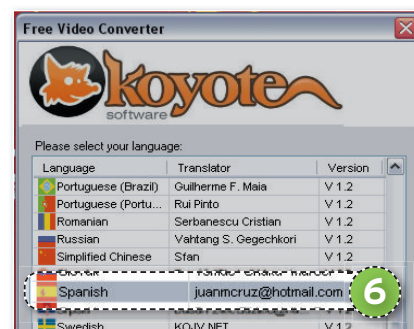 Free Video Converter
koyote
software
Please select your language:
Language Translator Version
Portuguese (Brazil) Guilherme F. Maia V 1.2
Portuguese (Portu... Rui Pinto V 1.2
Romanian Serbanescu Cristian V 1.2
Russian Vahtang S. Gegechkori V 1.2
Simplified Chinese Sfan V 1.2
Spanish juanmcruz@hotmail.com 6
Swedish KOJV.NET V 1.2